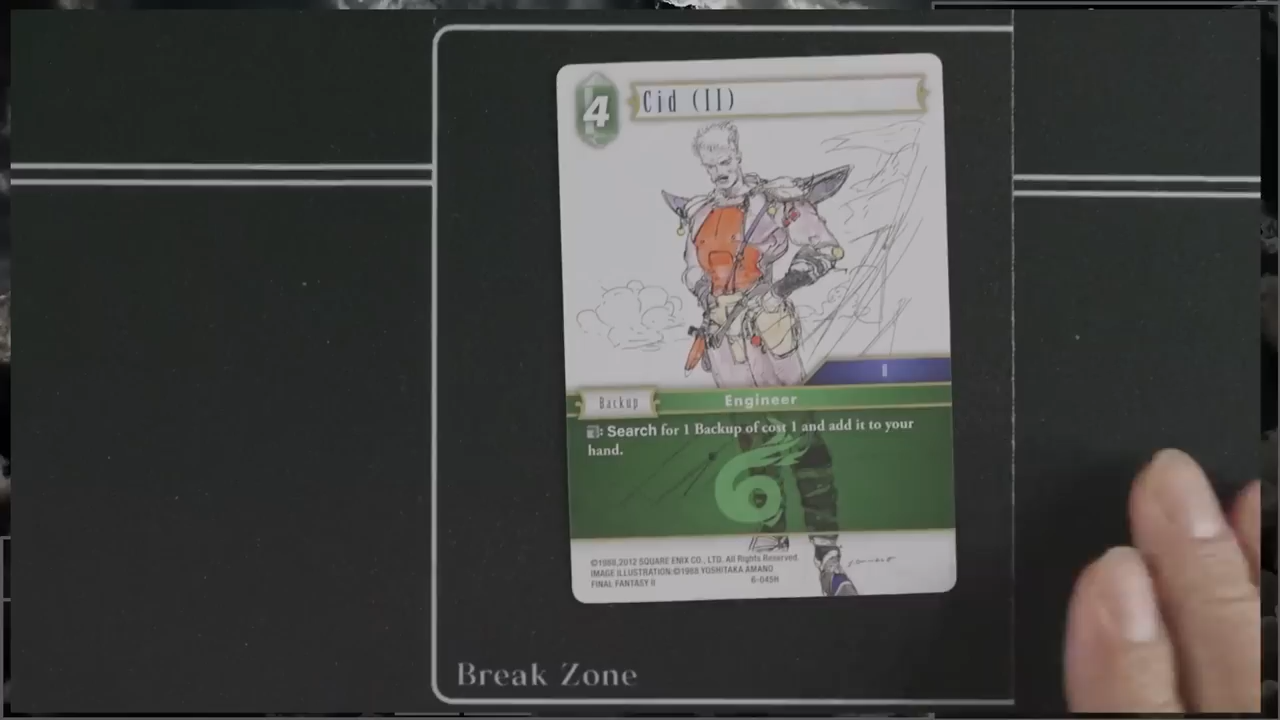 4
Cid (II)
II
Backup
Engineer
: Search for 1 Backup of cost 1 and add it to your
hand.
©1988,2012 SQUARE ENIX CO., LTD. All Rights Reserved.
IMAGE ILLUSTRATION:©1988 YOSHITAKA AMANO
FINAL FANTASY II
6-045H
Break Zone